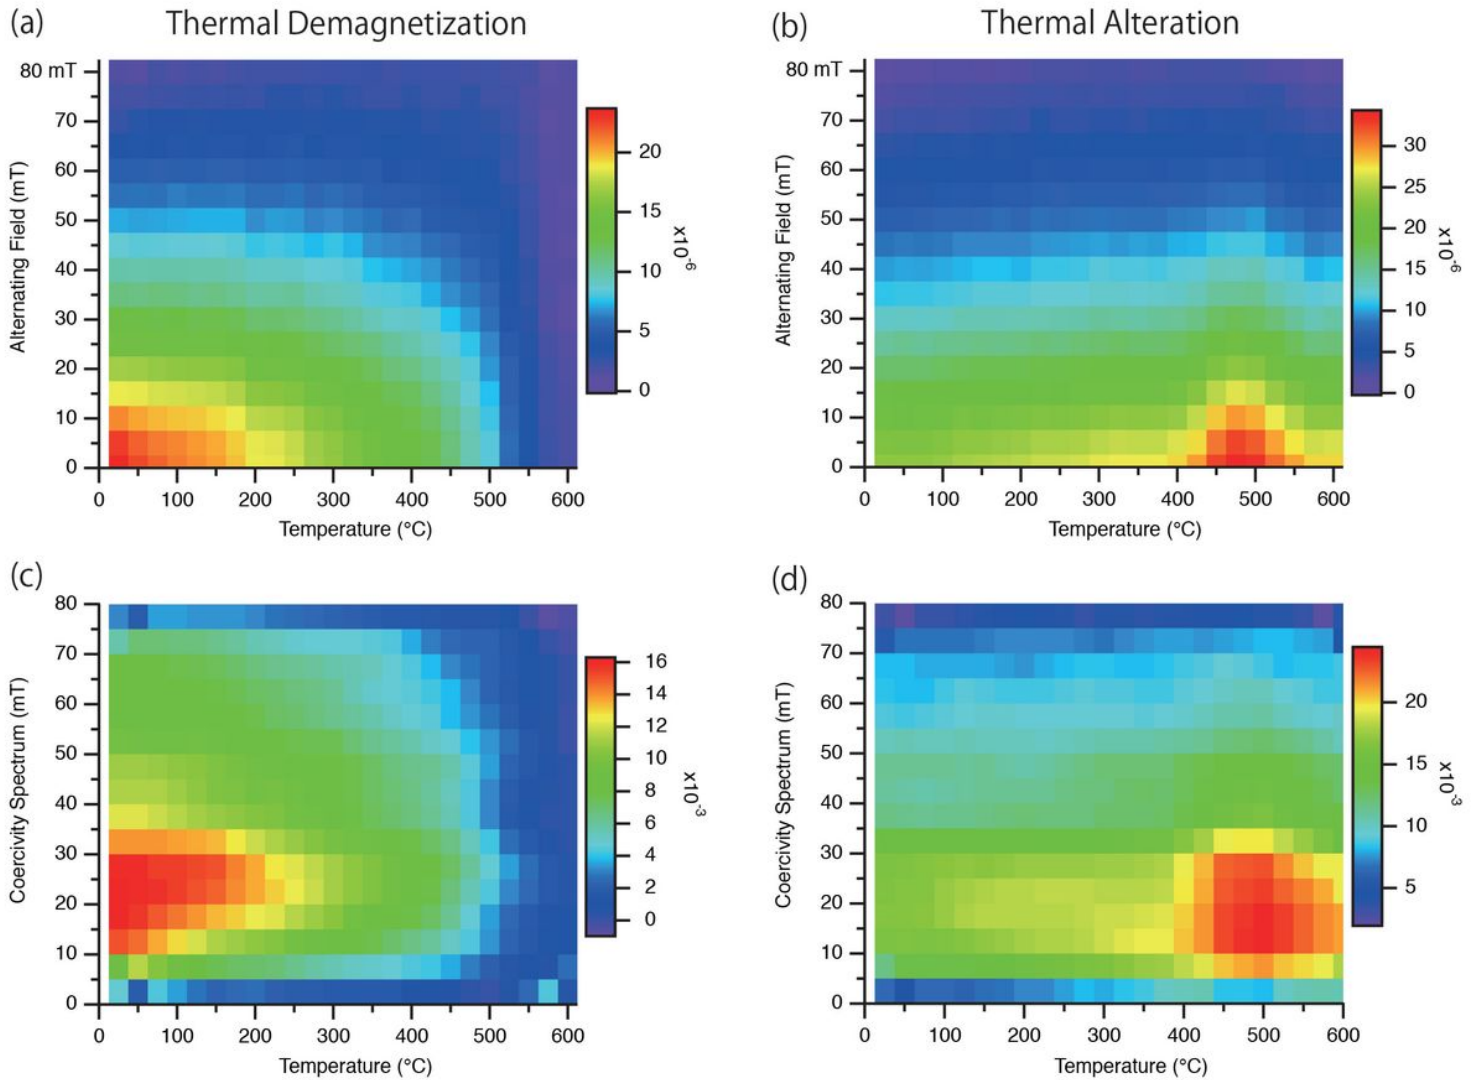 (a) Thermal Demagnetization
80 mT
70
60
50
40
30
20
10
0
Alternating Field (mT)
0 100 200 300 400 500 600
Temperature (°C)
20
15
10
5
0
x10-6
(b) Thermal Alteration
80 mT
70
60
50
40
30
20
10
0
Alternating Field (mT)
0 100 200 300 400 500 600
Temperature (°C)
30
25
20
15
10
5
0
x10-6
(c)
80
70
60
50
40
30
20
10
0
Coercivity Spectrum (mT)
0 100 200 300 400 500 600
Temperature (°C)
16
14
12
10
8
6
4
2
0
x10-3
(d)
80
70
60
50
40
30
20
10
0
Coercivity Spectrum (mT)
0 100 200 300 400 500 600
Temperature (°C)
20
15
10
5
x10-3